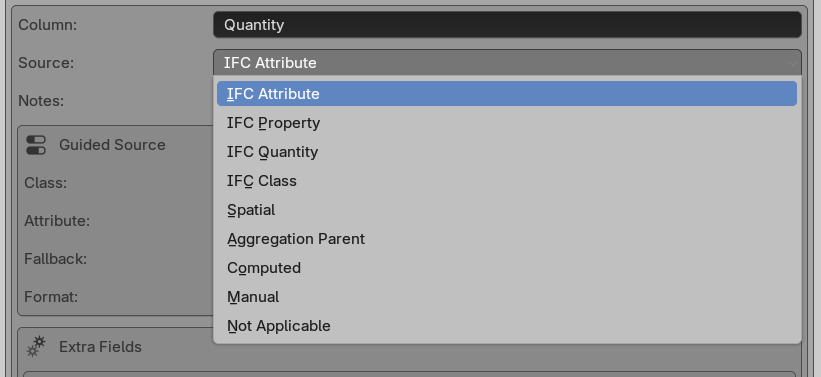 Column: Quantity
Source: IFC Attribute
IFC Attribute
Notes:
IFC Property
Guided Source
IFC Quantity
Class:
IFC Class
Spatial
Attribute:
Aggregation Parent
Fallback:
Computed
Format:
Manual
Not Applicable
Extra Fields